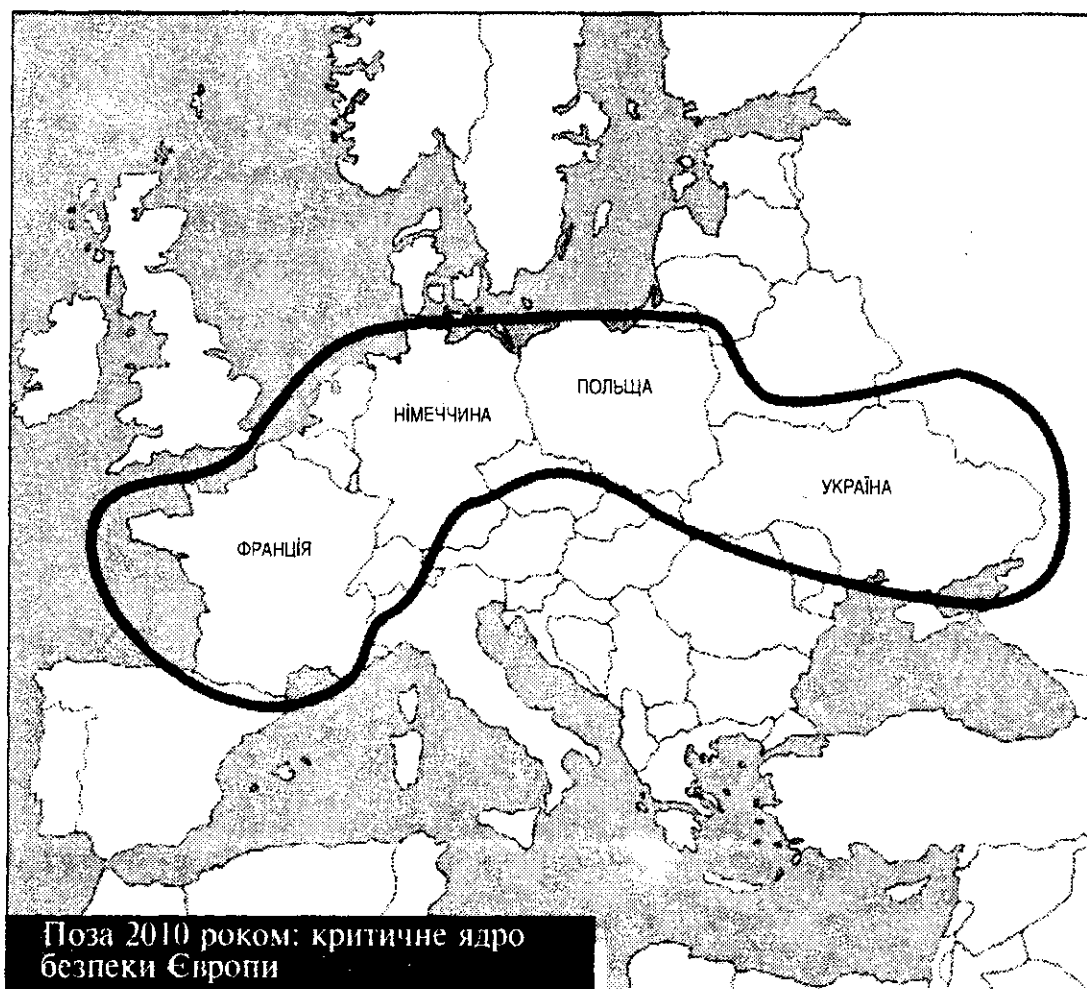 ПОЛЬЩА
НІМЕЧЧИНА
УКРАЇНА
ФРАНЦІЯ
Поза 2010 роком: критичне ядро
безпеки Європи